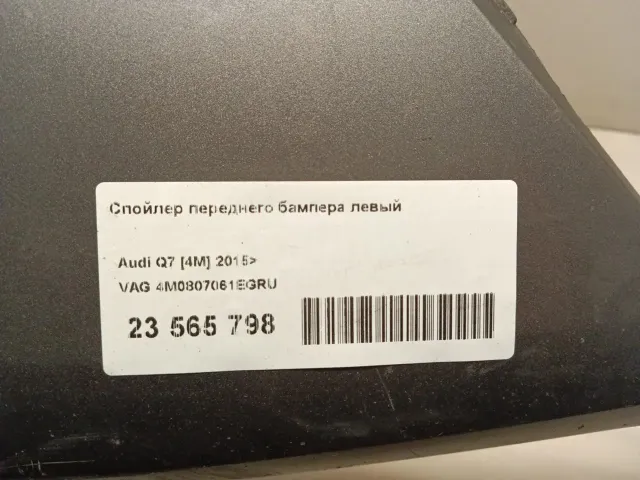 Спойлер переднего бампера левый
Audi Q7 [4M] 2015>
VAG 4M0807061EGRU
23 565 798